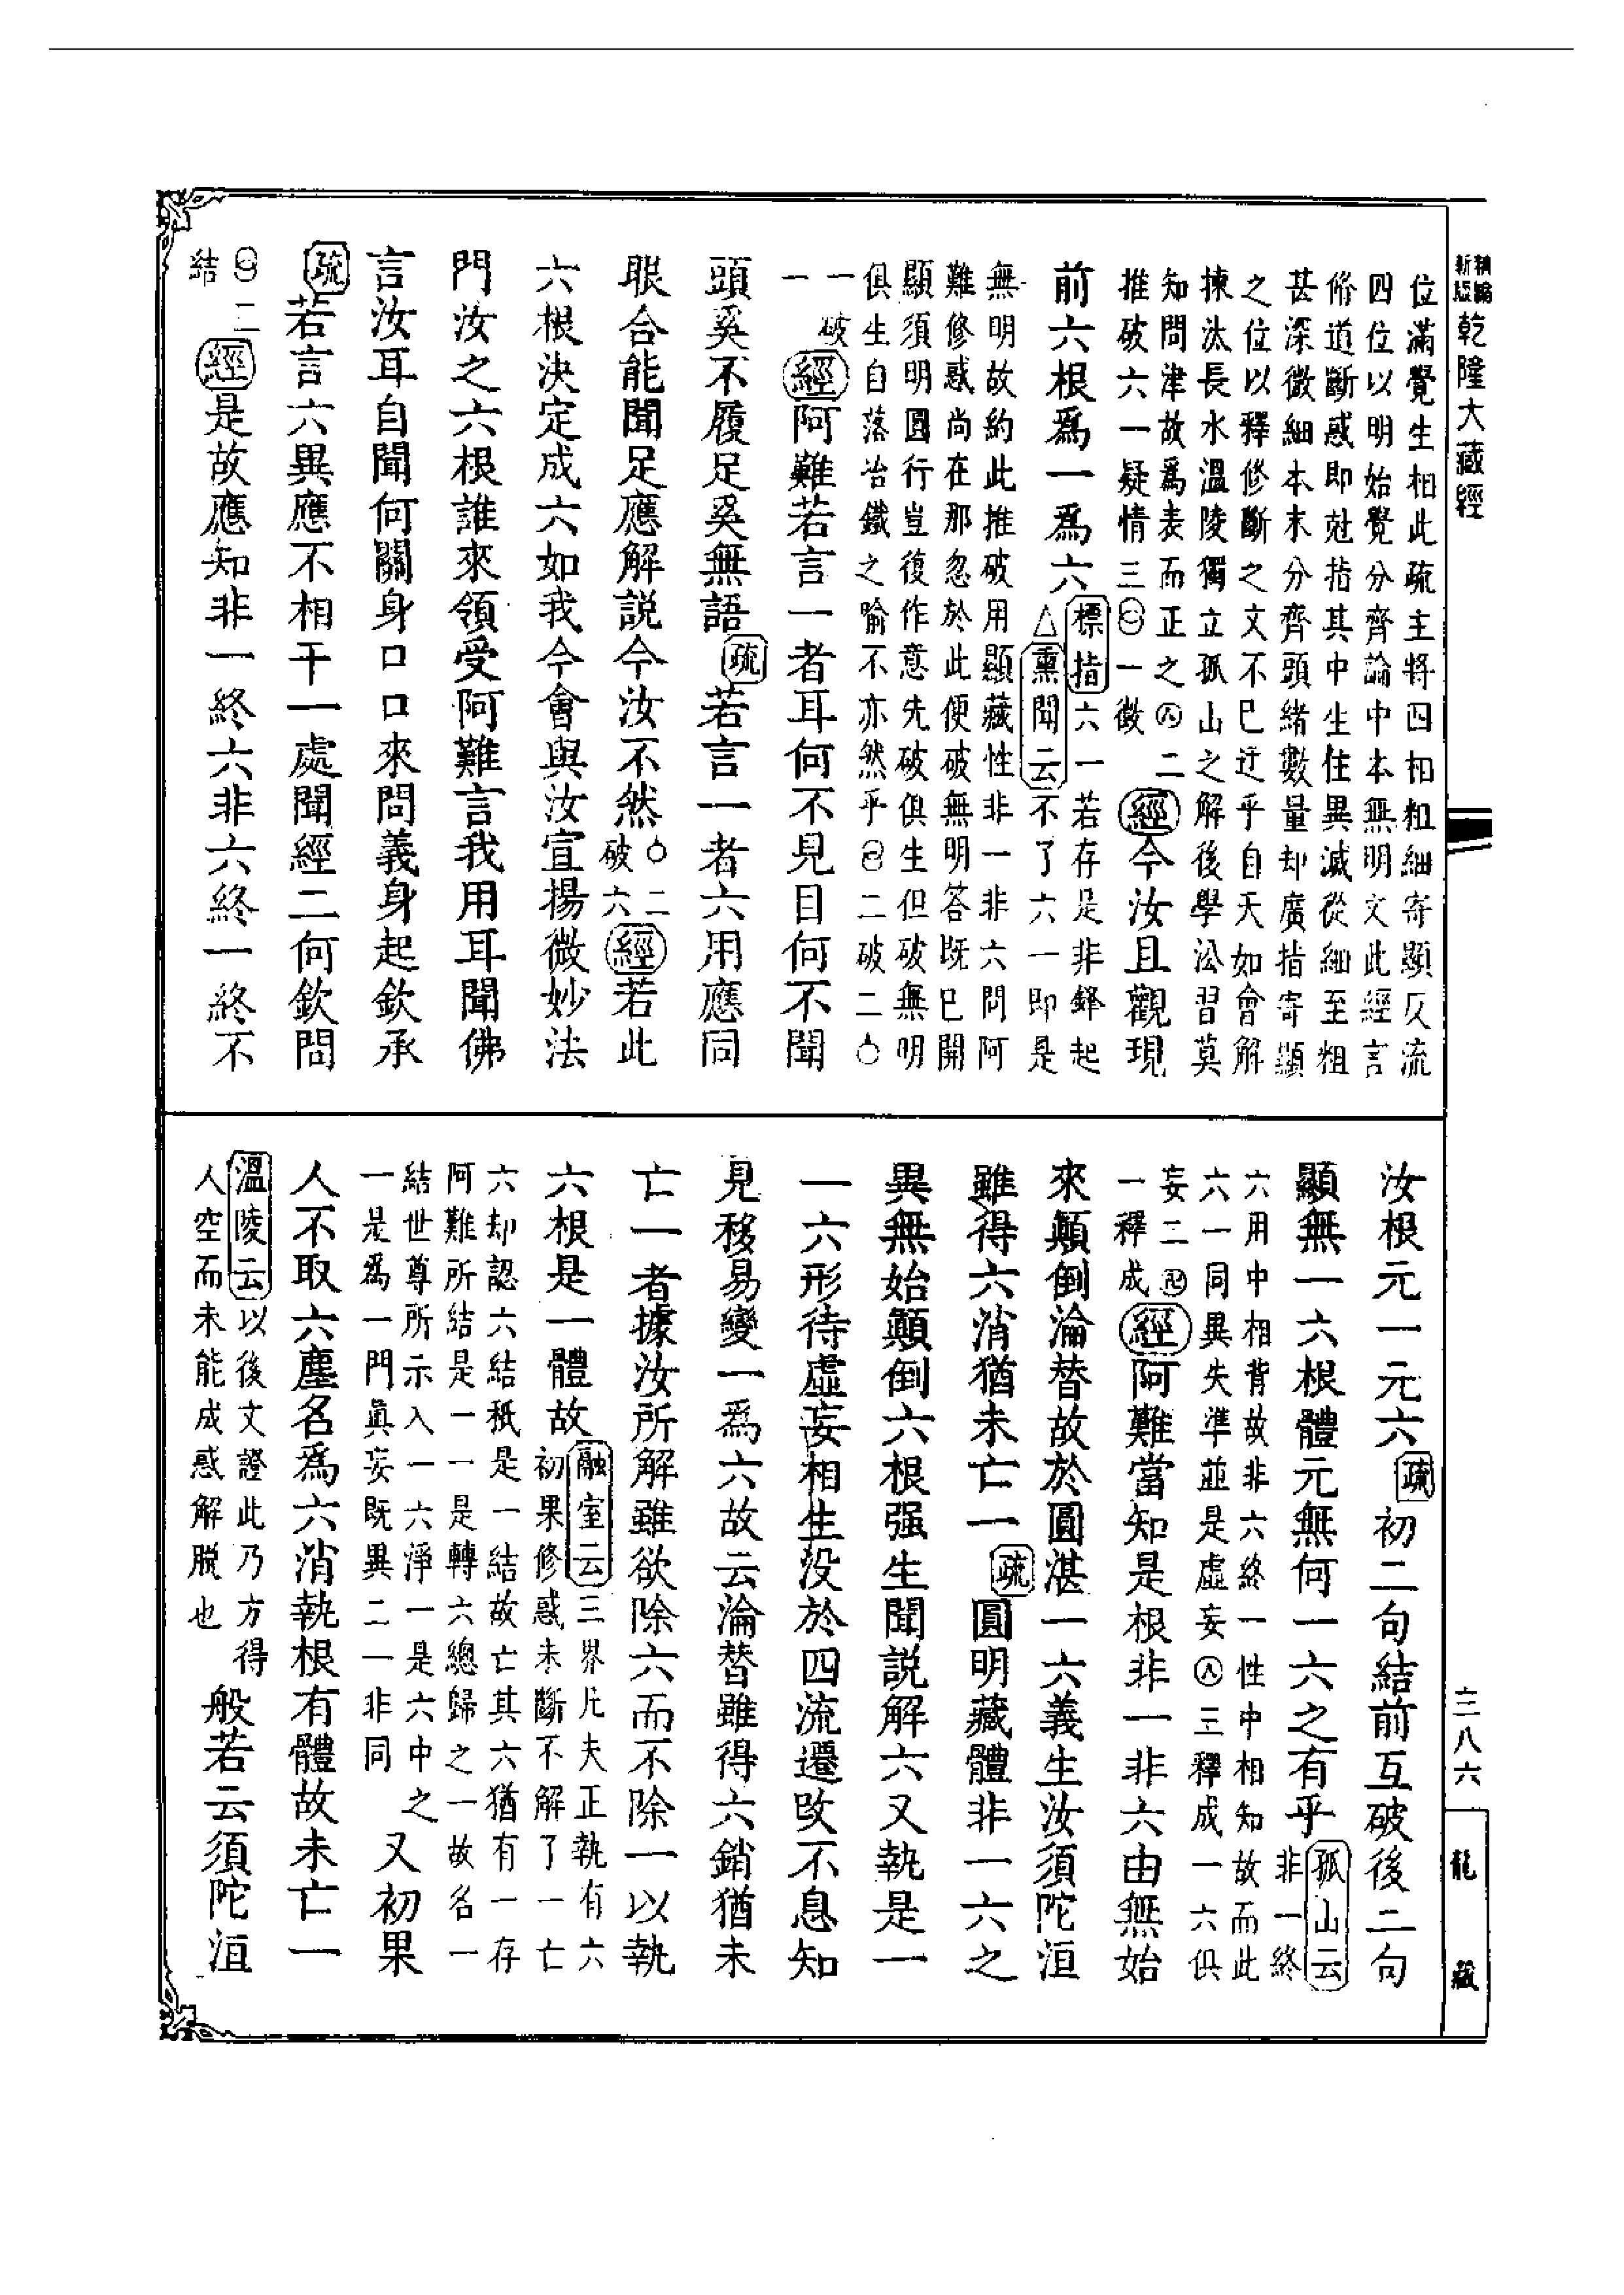 乾隆大藏經
位滿覺生相此疏主將四相粗細寄顯反流
四位以明始覺分齊論中本無明文此經言
脩道斷惑即尅指其中生住異滅從細至粗
甚深微細本末分齊頭緒數量却廣指寄顯
之位以釋修斷之文不已迂乎自天如會解
揀汰長水溫陵獨立孤山之解後學㳂習莫
知問津故爲表而正之㊇二
推破六一疑情三㊀一徵
經今汝且觀現
前六根爲一爲六
標指六一若存是非鋒起
△熏聞云不了六一即是
無明故約此推破用顯藏性非一非六問阿
難修惑尚在那忽於此便破無明答既已開
顯須明圓行豈復作意先破俱生但破無明
俱生自落冶鐵之喻不亦然乎㊁二破二○
一破
一
經阿難若言一者耳何不見目何不聞
頭奚不履足奚無語疏若言一者六用應同
眼合能聞足應解說今汝不然
○二
破六
經若此
六根決定成六如我今會與汝宣揚微妙法
門汝之六根誰來領受阿難言我用耳聞佛
言汝耳自聞何關身口口來問義身起欽承
疏若言六異應不相干一處聞經二何欽問
㊂二
結
經是故應知非一終六非六終一終不
汝根元一元六疏初二句結前互破後二句
顯無一六根體元無何一六之有乎
孤山云
非一終
六用中相背故非六終一性中相知故而此
六一同異失準並是虛妄㊇三釋成一六俱
妄二㊈
一釋成
經阿難當知是根非一非六由無始
來顛倒淪替故於圓湛一六義生汝須陀洹
雖得六消猶未亡一疏圓明藏體非一六之
異無始顛倒六根强生聞說解六又執是一
一六形待虛妄相生没於四流遷改不息知
見移易變一爲六故云淪替雖得六銷猶未
亡一者據汝所解雖欲除六而不除一以執
六根是一體故
融室云三界凡夫正執有六
初果修惑未斷不解了一亡
六却認六結秖是一結故亡其六猶有一存
阿難所結是一一是轉六總歸之一故名一
結世尊所示入一六淨一是六中之
一是爲一門眞妄既異二一非同
又初果
人不取六塵名爲六消執根有體故未亡一
溫陵云以後文證此乃方得
人空而未能成惑解脫也
般若云須陀洹
三八六
龍藏